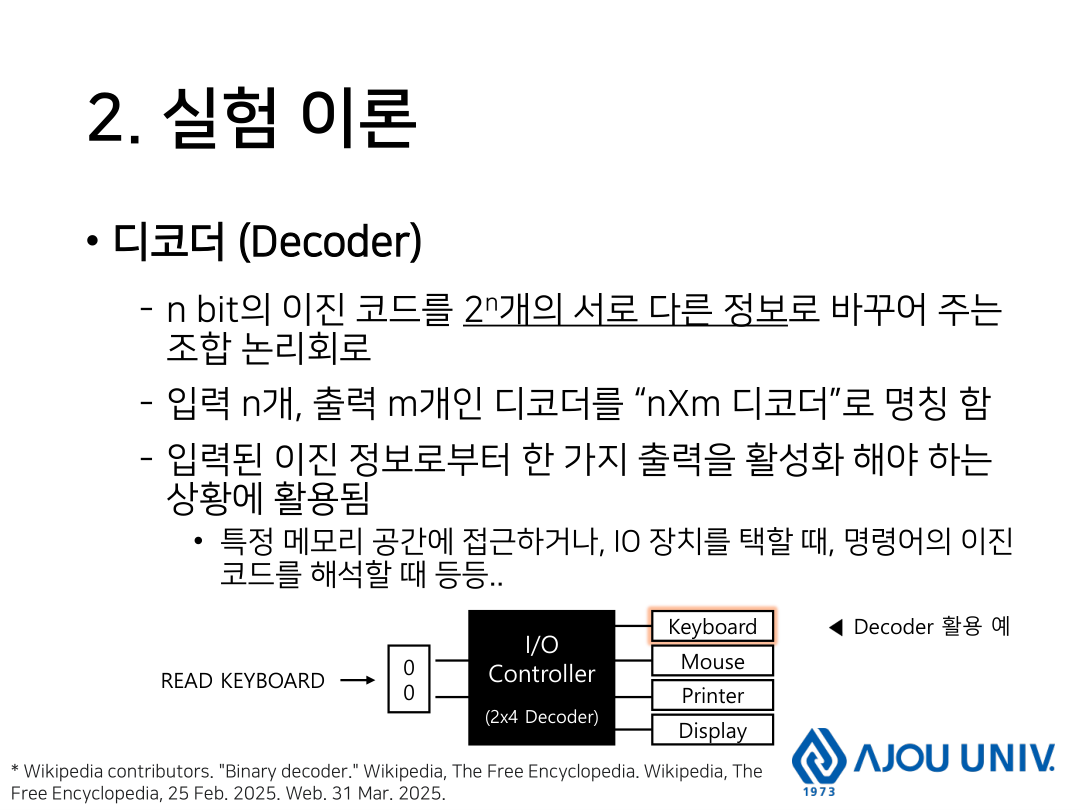 2. 실험 이론
• 디코더 (Decoder)
- n bit의 이진 코드를 2ⁿ개의 서로 다른 정보로 바꾸어 주는
조합 논리회로
- 입력 n개, 출력 m개인 디코더를 “nXm 디코더”로 명칭 함
- 입력된 이진 정보로부터 한 가지 출력을 활성화 해야 하는
상황에 활용됨
• 특정 메모리 공간에 접근하거나, IO 장치를 택할 때, 명령어의 이진
코드를 해석할 때 등등..
READ KEYBOARD
0
0
I/O
Controller
(2x4 Decoder)
Keyboard
Mouse
Printer
Display
◀ Decoder 활용 예
* Wikipedia contributors. "Binary decoder." Wikipedia, The Free Encyclopedia. Wikipedia, The
Free Encyclopedia, 25 Feb. 2025. Web. 31 Mar. 2025.
AJOU UNIV.
1973